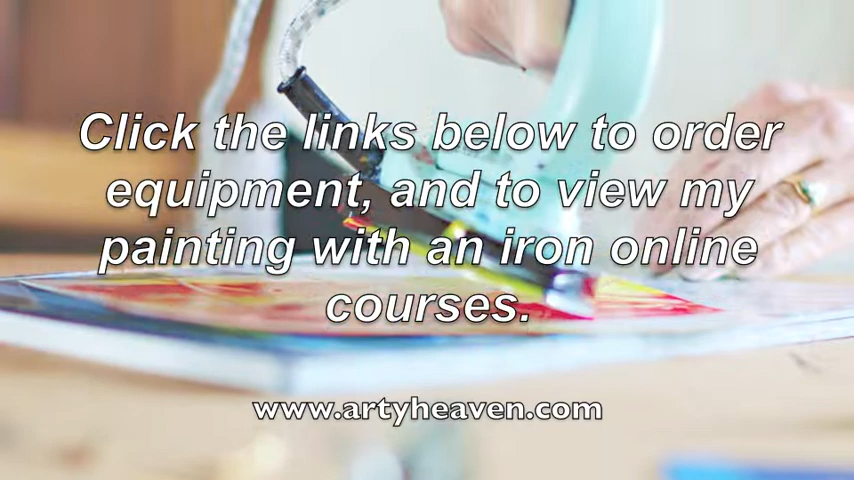 Click the links below to order
equipment, and to view my
painting with an iron online
courses.
www.artyheaven.com